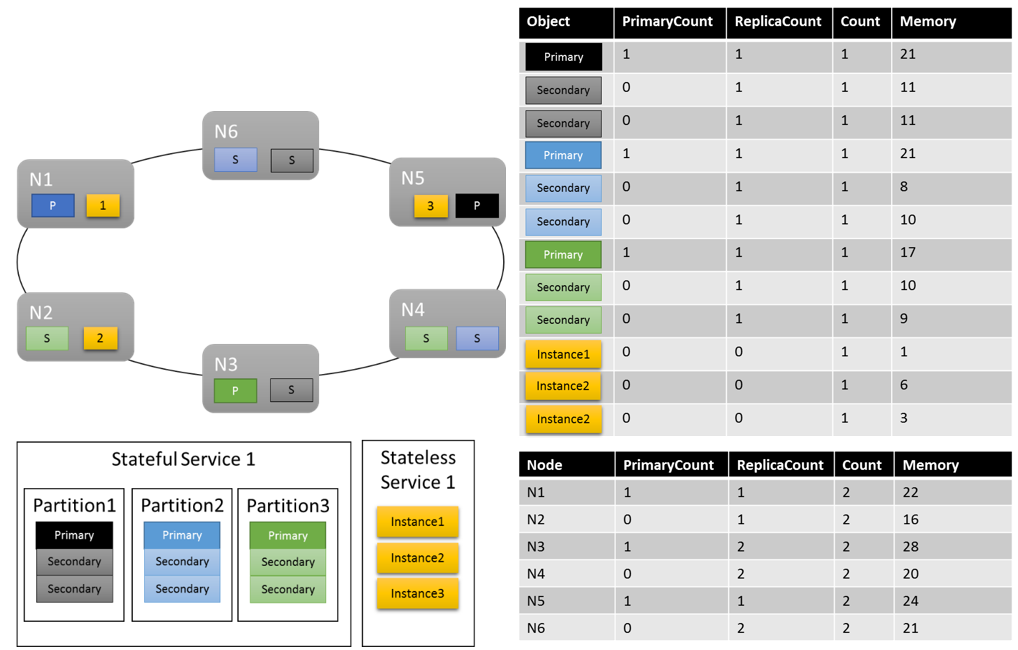 N6
S S
N1
P 1
N5
3 P
N2
S 2
N4
S S
N3
P S
Stateful Service 1
Partition1
Primary
Secondary
Secondary
Partition2
Primary
Secondary
Secondary
Partition3
Primary
Secondary
Secondary
Stateless
Service 1
Instance1
Instance2
Instance3
Object PrimaryCount ReplicaCount Count Memory
Primary 1 1 1 21
Secondary 0 1 1 11
Secondary 0 1 1 11
Primary 1 1 1 21
Secondary 0 1 1 8
Secondary 0 1 1 10
Primary 1 1 1 17
Secondary 0 1 1 10
Secondary 0 1 1 9
Instance1 0 0 1 1
Instance2 0 0 1 6
Instance2 0 0 1 3
Node PrimaryCount ReplicaCount Count Memory
N1 1 1 2 22
N2 0 1 2 16
N3 1 2 2 28
N4 0 2 2 20
N5 1 1 2 24
N6 0 2 2 21